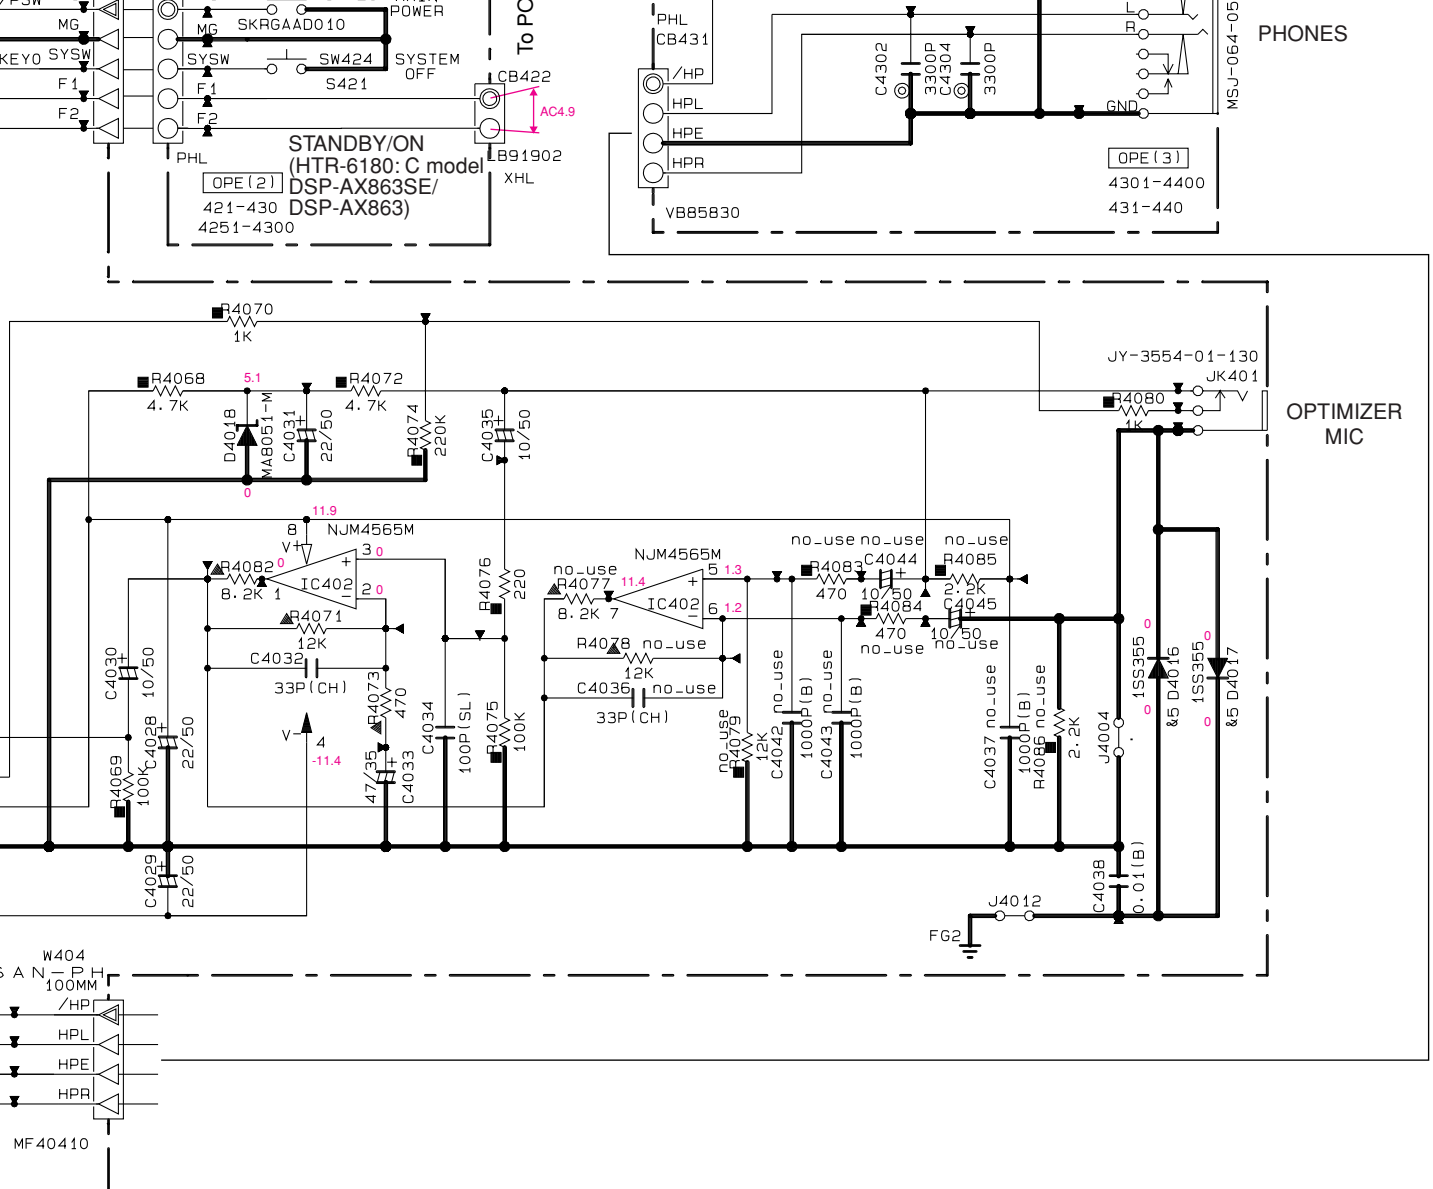 MG
KEY0 SYSW
F1
F2
SKRGAAD010
POWER
MG
SYSW
SW424
S421
SYSTEM
OFF
F1
F2
PHL
To PC
CB422
AC4.9
LB91902
XHL
STANDBY/ON
(HTR-6180: C model
DSP-AX863SE/
DSP-AX863)
OPE(2)
421-430
4251-4300
PHL
CB431
/HP
HPL
HPE
HPR
VB85830
C4302
3300P
C4304
3300P
L
R
GND
MSJ-064-05
PHONES
OPE(3)
4301-4400
431-440
R4070
1K
R4068
4.7K
5.1
R4072
4.7K
D4018
MA8051-M
0
C4031
22/50
R4074
220K
C4035
10/50
JY-3554-01-130
JK401
R4080
1K
OPTIMIZER
MIC
11.9
8
V+
NJM4565M
3 0
2 0
IC402
0
1
R4082
8.2K
R4071
12K
C4032
33P(CH)
R4073
470
47/35
C4033
V-
4
-11.4
C4030
10/50
C4028
22/50
R4069
100K
C4029
22/50
C4034
100P(SL)
R4076
220
R4075
100K
no_use
R4077
8.2K
7
11.4
NJM4565M
IC402
5 1.3
6 1.2
R4078 no_use
12K
C4036 no_use
33P(CH)
no_use no_use
R4083
470
C4044
10/50
R4085
2.2K
R4084
470
no_use
C4045
10/50
no_use
no_use
R4079
12K
C4042
no_use
1000P(B)
C4043
no_use
1000P(B)
C4037 no_use
1000P(B)
R4086 no_use
2.2K
J4004
1SS355
&5 D4016
0
0
1SS355
&5 D4017
0
0
C4038
0.01(B)
J4012
FG2
W404
SAN-PH
100MM
/HP
HPL
HPE
HPR
MF40410